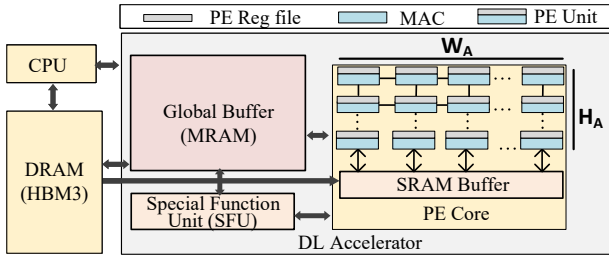 PE Reg file MAC PE Unit
CPU
DRAM
(HBM3)
Global Buffer
(MRAM)
Special Function
Unit (SFU)
W_A
H_A
SRAM Buffer
PE Core
DL Accelerator